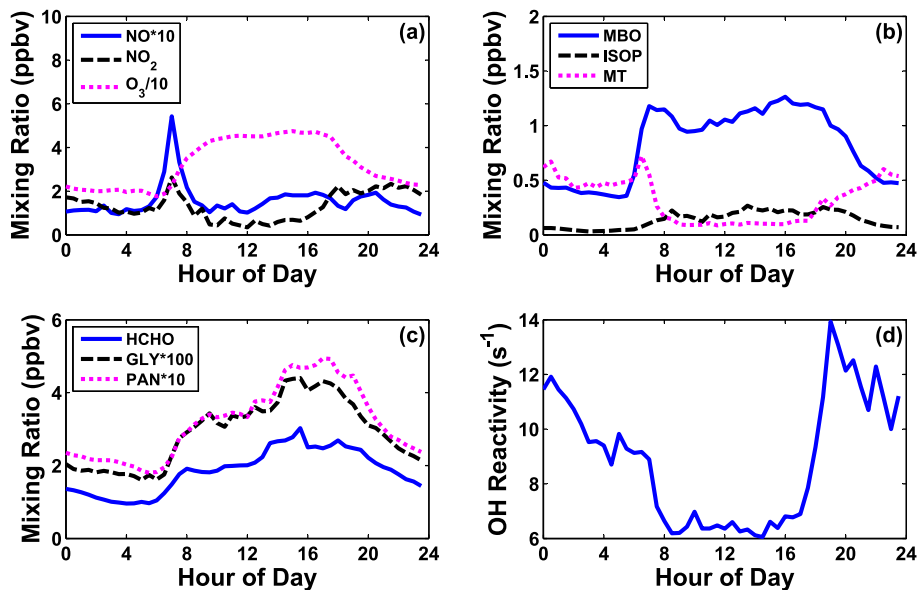 (a)
NO*10
NO2
O3/10
Mixing Ratio (ppbv)
10
8
6
4
2
0
0 4 8 12 16 20 24
Hour of Day
(b)
MBO
ISOP
MT
Mixing Ratio (ppbv)
2
1.5
1
0.5
0
0 4 8 12 16 20 24
Hour of Day
(c)
HCHO
GLY*100
PAN*10
Mixing Ratio (ppbv)
6
4
2
0
0 4 8 12 16 20 24
Hour of Day
(d)
OH Reactivity (s-1)
14
12
10
8
6
0 4 8 12 16 20 24
Hour of Day